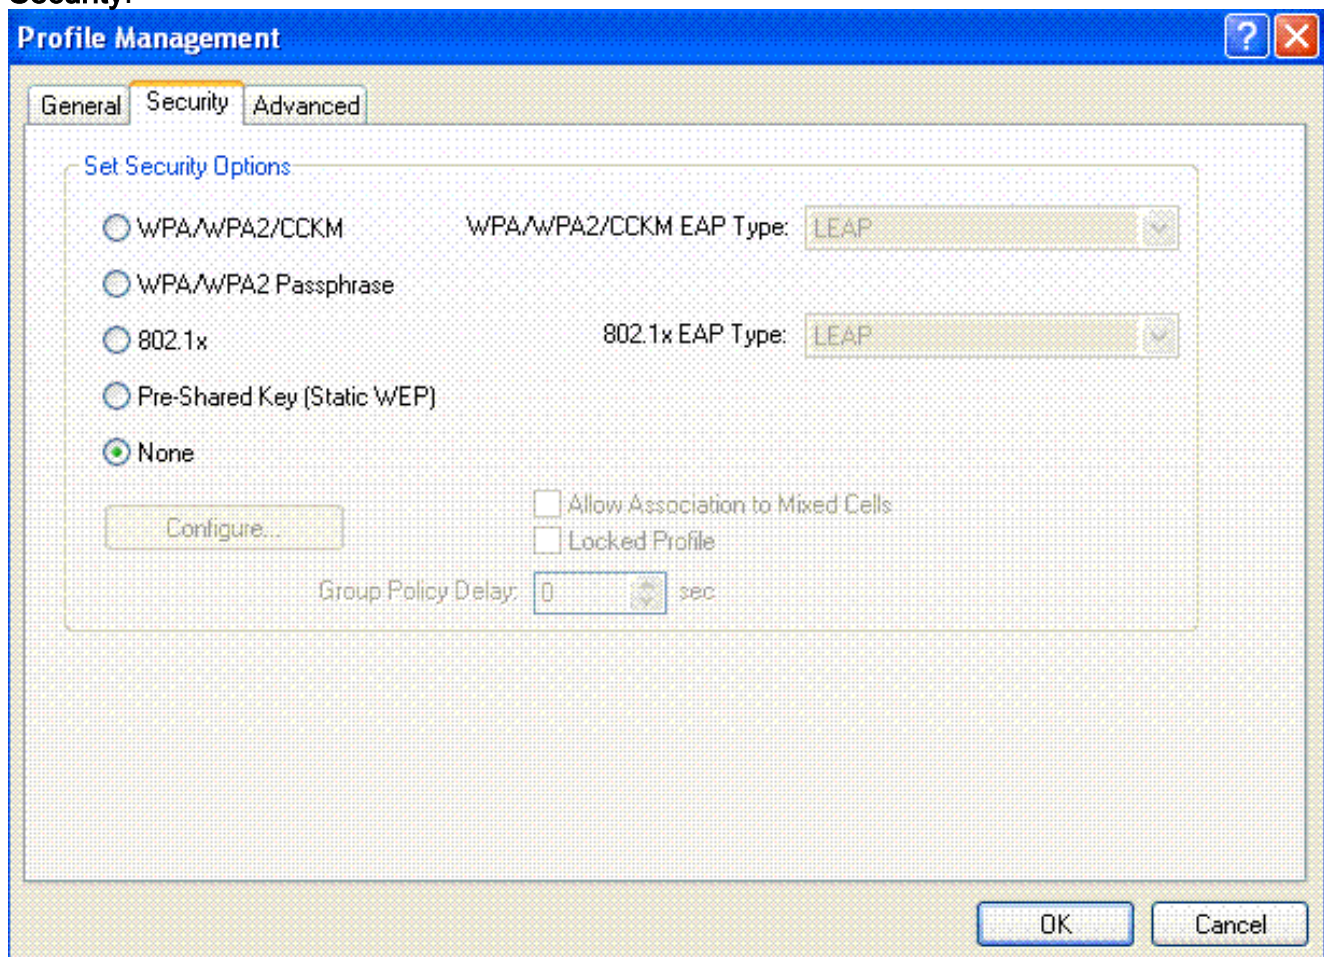 Security.
Profile Management
General Security Advanced
Set Security Options
WPA/WPA2/CCKM WPA/WPA2/CCKM EAP Type: LEAP
WPA/WPA2 Passphrase
802.1x 802.1x EAP Type: LEAP
Pre-Shared Key (Static WEP)
None
Configure... Allow Association to Mixed Cells
Locked Profile
Group Policy Delay: 0 sec
OK Cancel